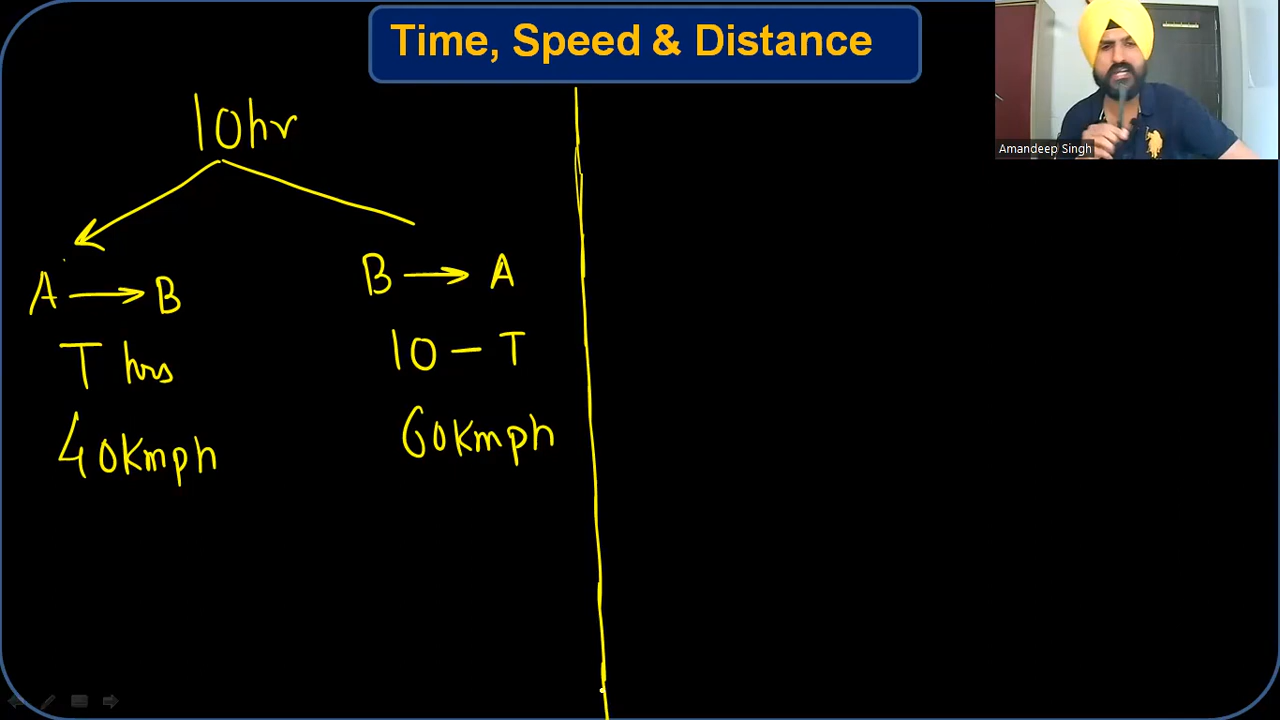 Time, Speed & Distance
Amandeep Singh
10hr
A → B
B → A
T hrs
10 - T
40Kmph
60Kmph